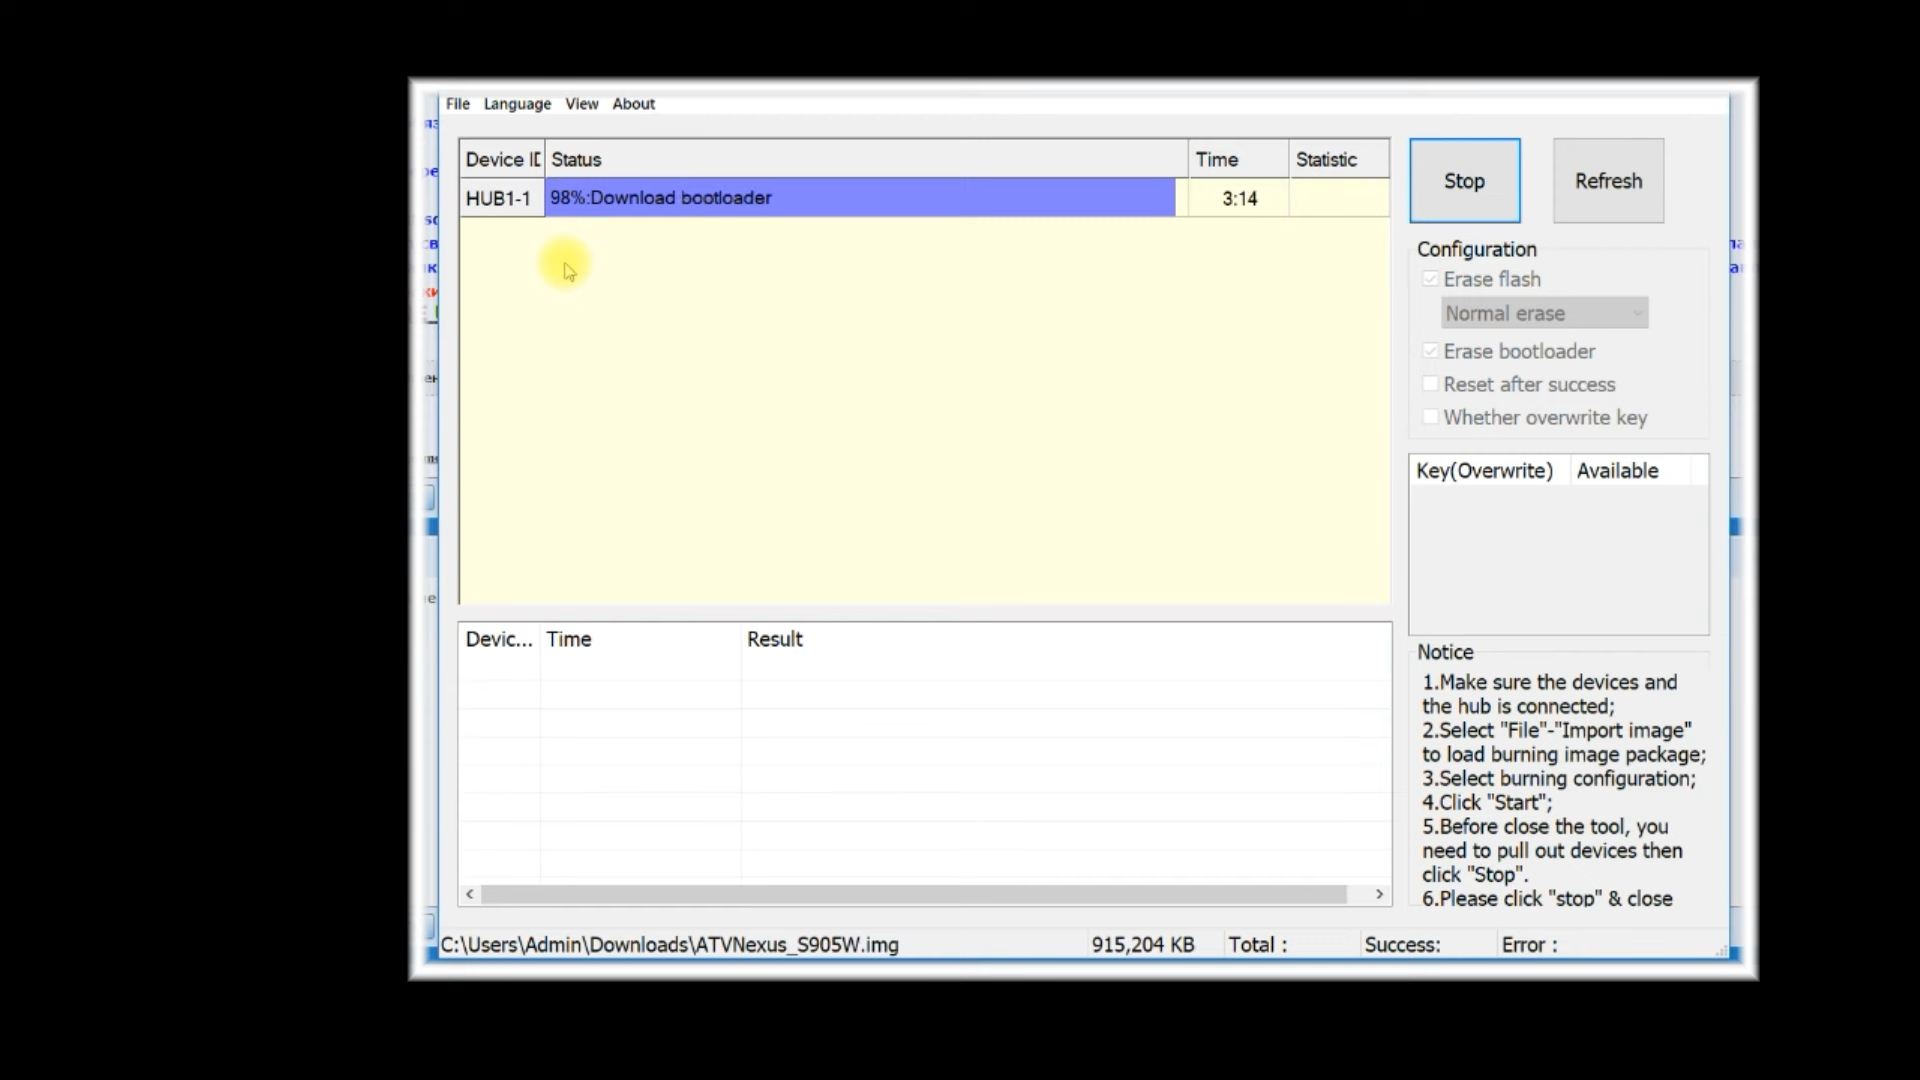 File Language View About
Device ID Status Time Statistic
HUB1-1 98%:Download bootloader 3:14
Stop Refresh
Configuration
Erase flash
Normal erase
Erase bootloader
Reset after success
Whether overwrite key
Key(Overwrite) Available
Devic... Time Result
Notice
1.Make sure the devices and
the hub is connected;
2.Select "File"-"Import image"
to load burning image package;
3.Select burning configuration;
4.Click "Start";
5.Before close the tool, you
need to pull out devices then
click "Stop".
6.Please click "stop" & close
C:\Users\Admin\Downloads\ATVNexus_S905W.img 915,204 KB Total : Success: Error :